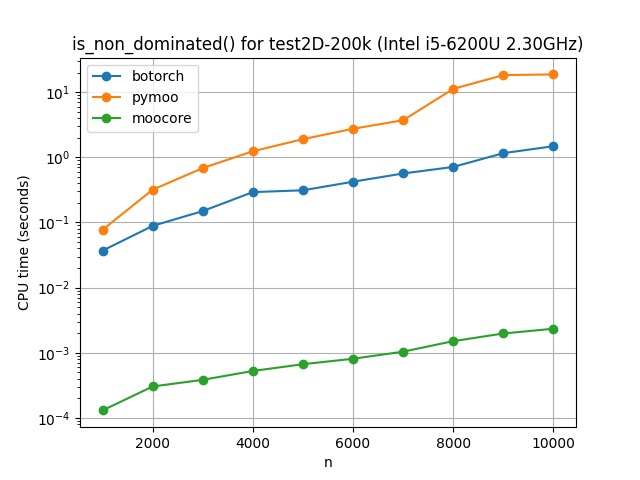 is_non_dominated() for test2D-200k (Intel i5-6200U 2.30GHz)
botorch
pymoo
moocore
CPU time (seconds)
10¹
10⁰
10⁻¹
10⁻²
10⁻³
10⁻⁴
2000 4000 6000 8000 10000
n